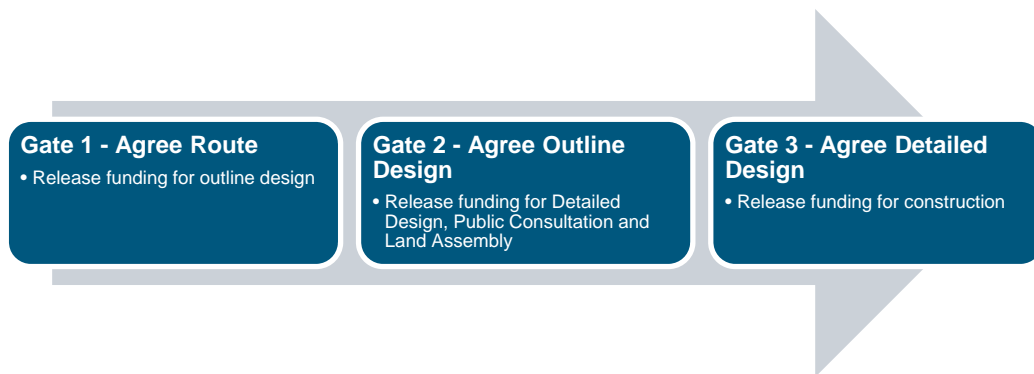 Gate 1 - Agree Route
• Release funding for outline design
Gate 2 - Agree Outline
Design
• Release funding for Detailed
Design, Public Consultation and
Land Assembly
Gate 3 - Agree Detailed
Design
• Release funding for construction